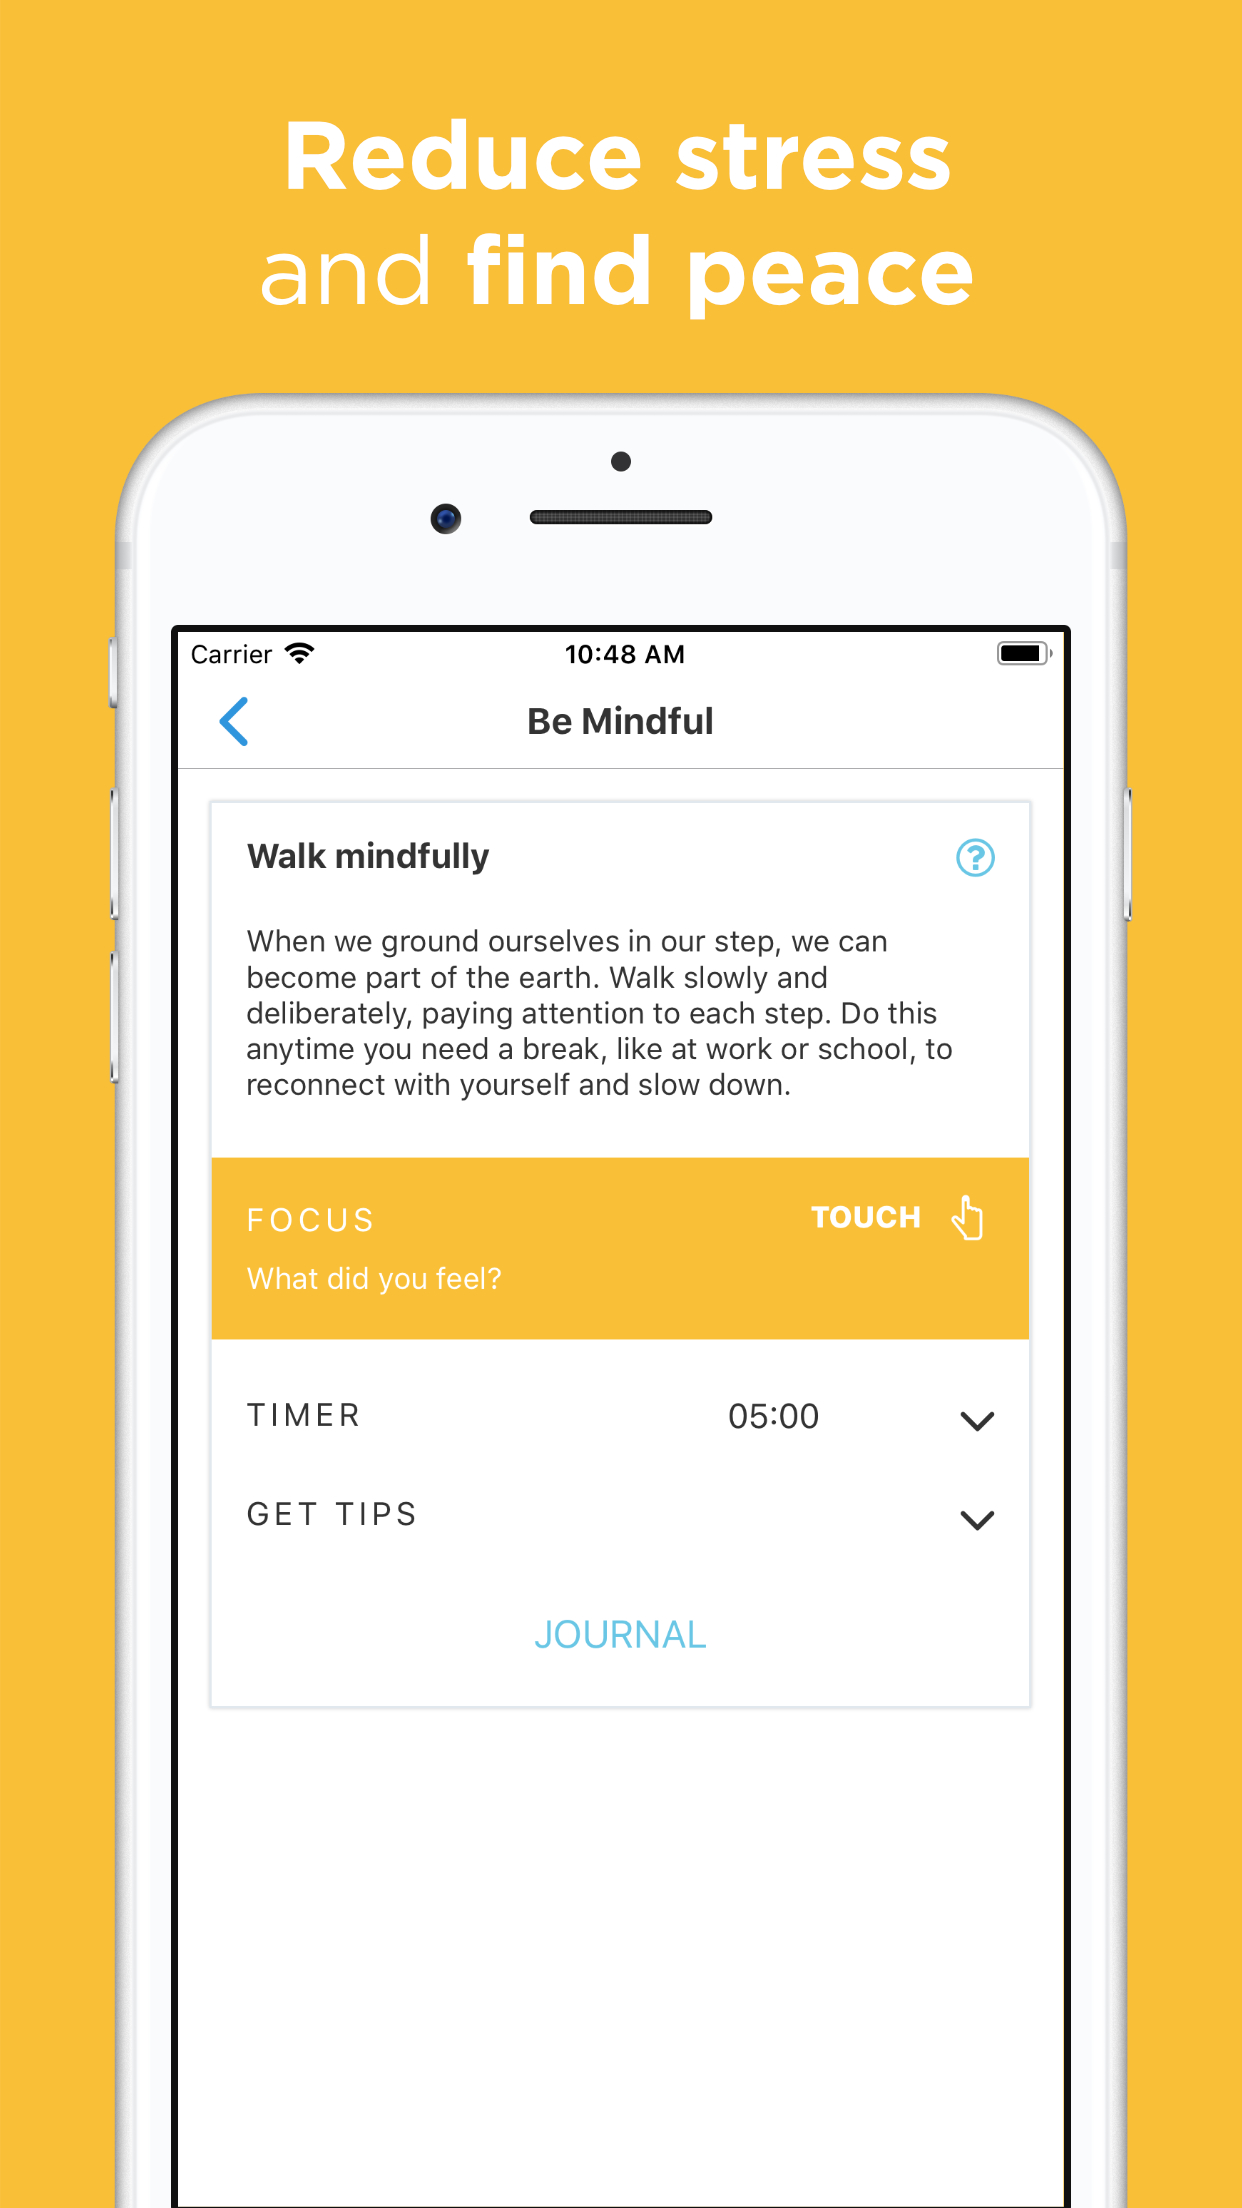 Reduce stress
and find peace
Carrier 10:48 AM
Be Mindful
Walk mindfully
When we ground ourselves in our step, we can
become part of the earth. Walk slowly and
deliberately, paying attention to each step. Do this
anytime you need a break, like at work or school, to
reconnect with yourself and slow down.
FOCUS TOUCH
What did you feel?
TIMER 05:00
GET TIPS
JOURNAL